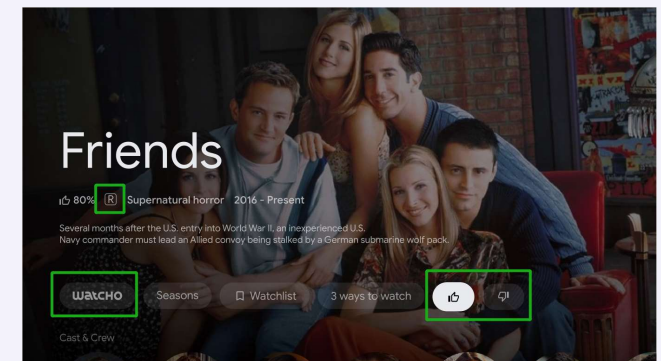 Friends
80% R Supernatural horror 2016 - Present
Several months after the U.S. entry into World War II, an inexperienced U.S.
Navy commander must lead an Allied convoy being stalked by a German submarine wolf pack.
watcho Seasons Watchlist 3 ways to watch
Cast & Crew